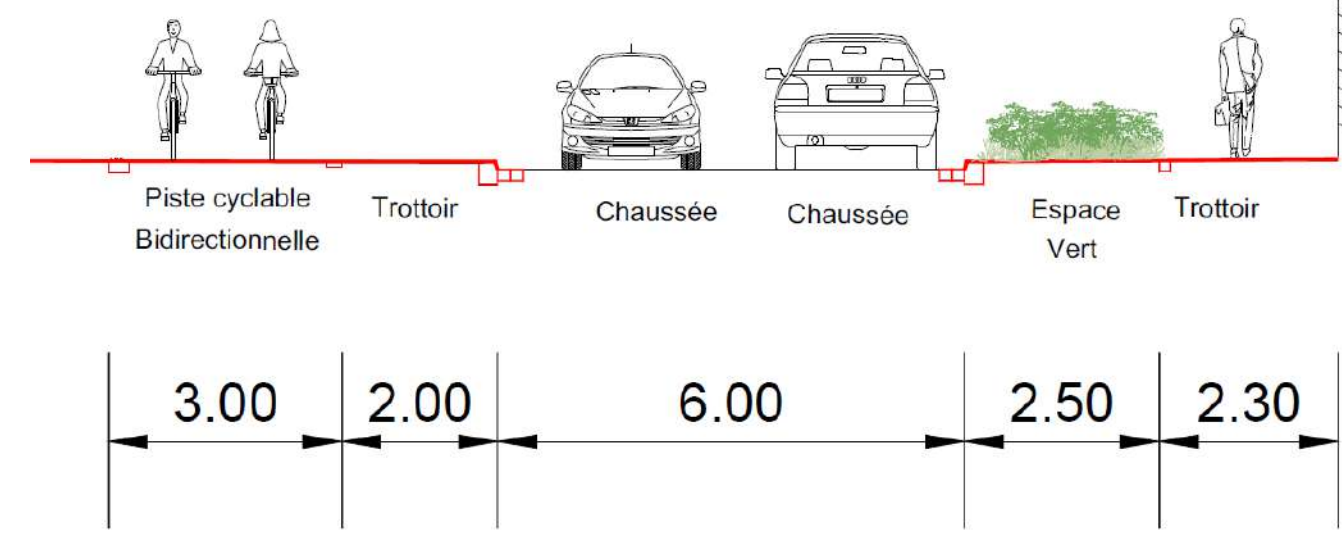 Piste cyclable
Bidirectionnelle
Trottoir
Chaussée
Chaussée
Espace
Vert
Trottoir
3.00
2.00
6.00
2.50
2.30